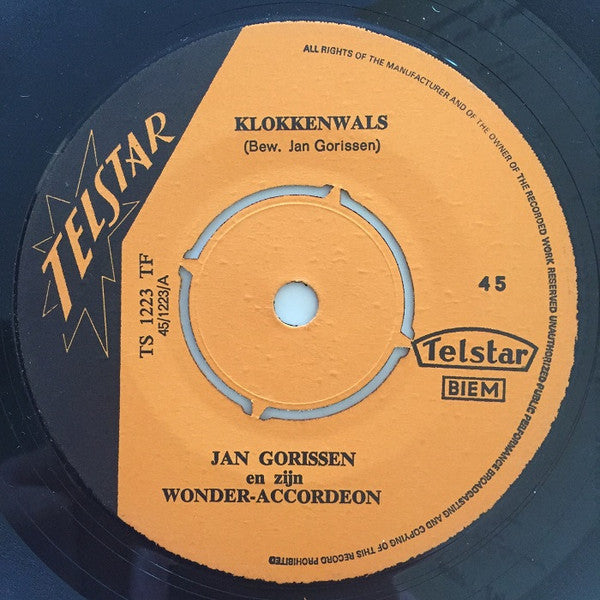 TELSTAR
ALL RIGHTS OF THE MANUFACTURER AND OF THE OWNER OF THE RECORDED WORK RESERVED UNAUTHORIZED PUBLIC PERFORMANCE BROADCASTING AND COPYING OF THIS RECORD PROHIBITED
KLOKKENWALS
(Bew. Jan Gorissen)
TS 1223 TF
45/1223/A
45
Telstar
BIEM
JAN GORISSEN
en zijn
WONDER-ACCORDEON